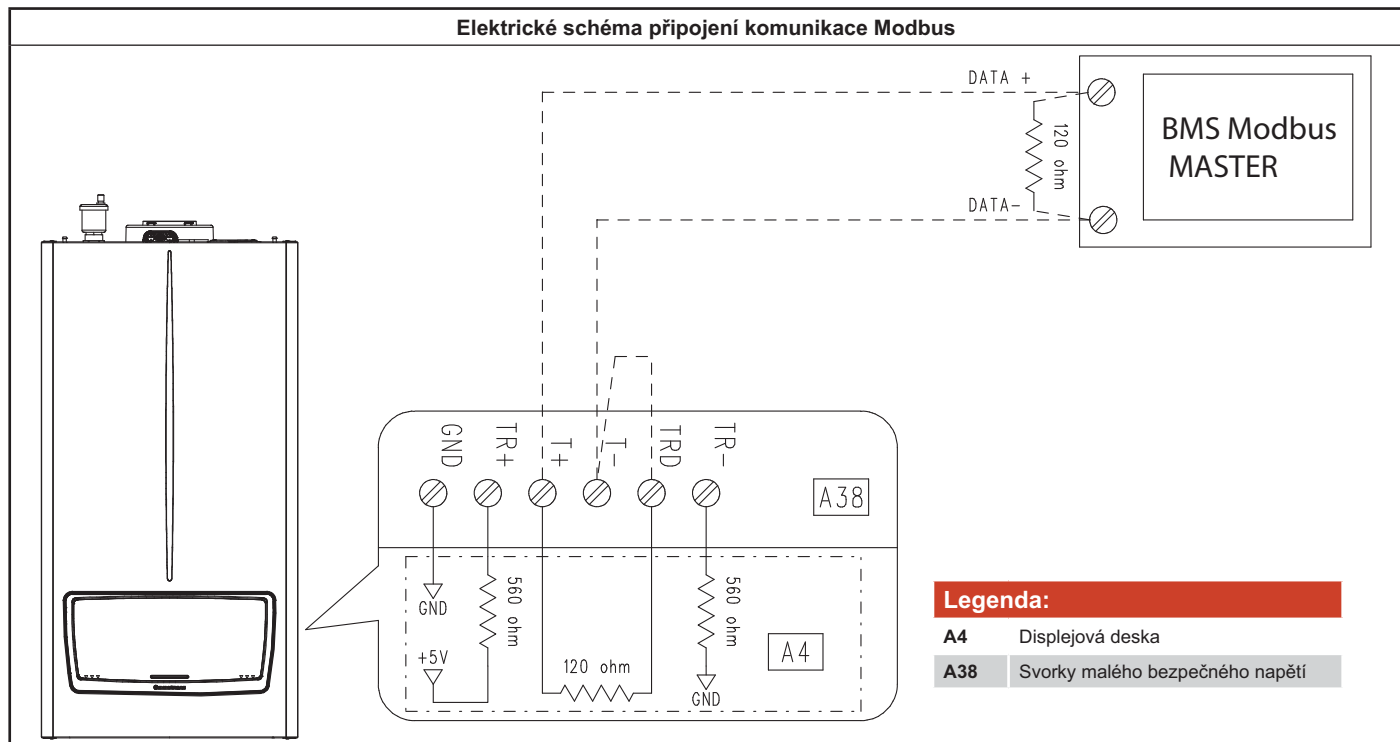 Elektrické schéma připojení komunikace Modbus
DATA +
120 ohm
BMS Modbus
MASTER
DATA-
GND
TR+
T+
T-
TRD
TR-
A38
GND
560 ohm
560 ohm
+5V
120 ohm
A4
GND
Legenda:
A4 Displejová deska
A38 Svorky malého bezpečného napětí